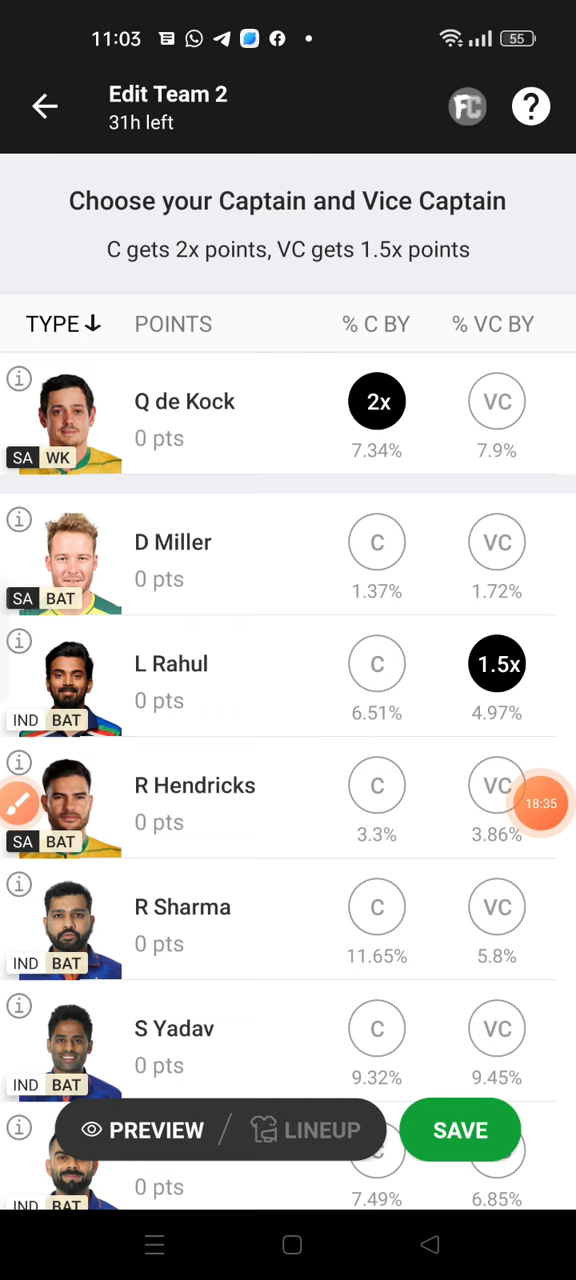 11:03
55
Edit Team 2
31h left
FC
?
Choose your Captain and Vice Captain
C gets 2x points, VC gets 1.5x points
TYPE POINTS % C BY % VC BY
Q de Kock
0 pts
SA WK
2x
7.34%
VC
7.9%
D Miller
0 pts
SA BAT
C
1.37%
VC
1.72%
L Rahul
0 pts
IND BAT
C
6.51%
1.5x
4.97%
R Hendricks
0 pts
SA BAT
C
3.3%
VC
3.86%
18:35
R Sharma
0 pts
IND BAT
C
11.65%
VC
5.8%
S Yadav
0 pts
IND BAT
C
9.32%
VC
9.45%
PREVIEW / LINEUP
SAVE
0 pts
IND BAT
7.49%
6.85%